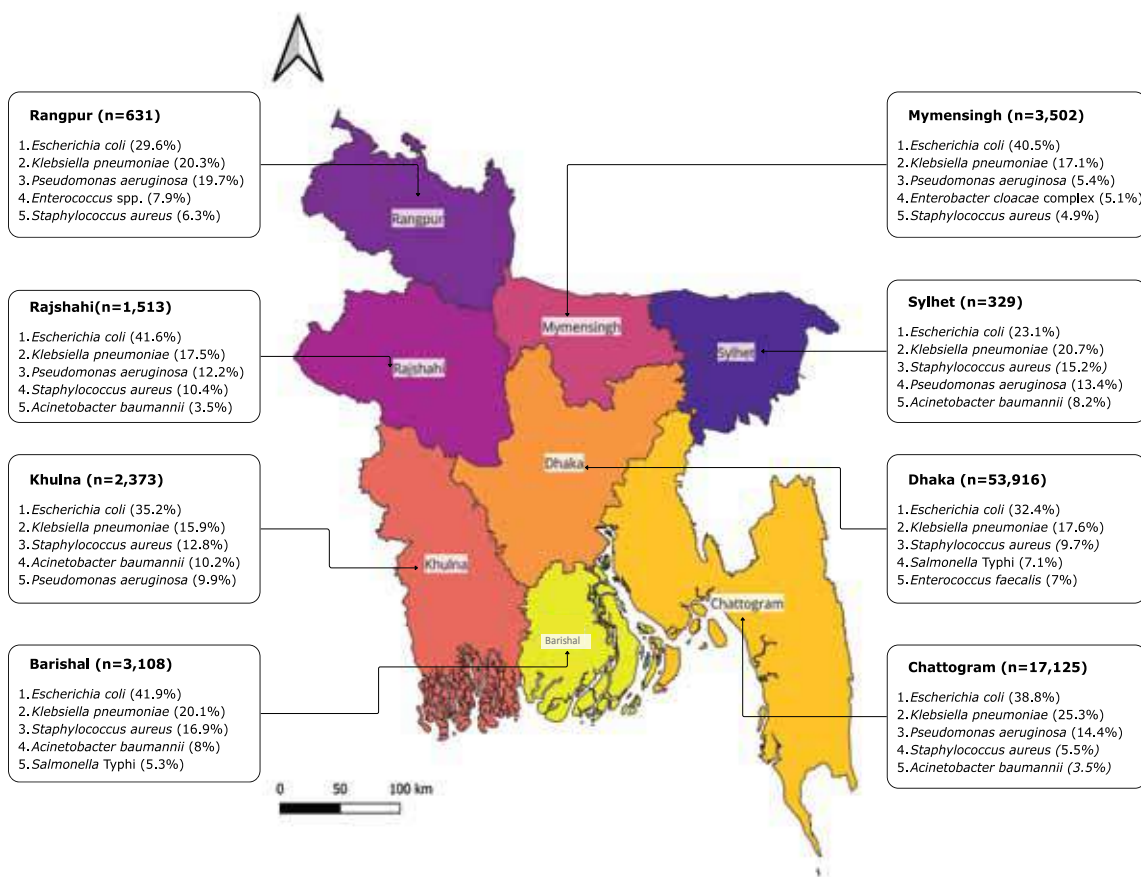 Rangpur (n=631)
1.Escherichia coli (29.6%)
2.Klebsiella pneumoniae (20.3%)
3.Pseudomonas aeruginosa (19.7%)
4.Enterococcus spp. (7.9%)
5.Staphylococcus aureus (6.3%)
Rajshahi(n=1,513)
1.Escherichia coli (41.6%)
2.Klebsiella pneumoniae (17.5%)
3.Pseudomonas aeruginosa (12.2%)
4.Staphylococcus aureus (10.4%)
5.Acinetobacter baumannii (3.5%)
Khulna (n=2,373)
1.Escherichia coli (35.2%)
2.Klebsiella pneumoniae (15.9%)
3.Staphylococcus aureus (12.8%)
4.Acinetobacter baumannii (10.2%)
5.Pseudomonas aeruginosa (9.9%)
Barishal (n=3,108)
1.Escherichia coli (41.9%)
2.Klebsiella pneumoniae (20.1%)
3.Staphylococcus aureus (16.9%)
4.Acinetobacter baumannii (8%)
5.Salmonella Typhi (5.3%)
Rangpur
Mymensingh
Sylhet
Rajshahi
Dhaka
Khulna
Chattogram
Barishal
0 50 100 km
Mymensingh (n=3,502)
1.Escherichia coli (40.5%)
2.Klebsiella pneumoniae (17.1%)
3.Pseudomonas aeruginosa (5.4%)
4.Enterobacter cloacae complex (5.1%)
5.Staphylococcus aureus (4.9%)
Sylhet (n=329)
1.Escherichia coli (23.1%)
2.Klebsiella pneumoniae (20.7%)
3.Staphylococcus aureus (15.2%)
4.Pseudomonas aeruginosa (13.4%)
5.Acinetobacter baumannii (8.2%)
Dhaka (n=53,916)
1.Escherichia coli (32.4%)
2.Klebsiella pneumoniae (17.6%)
3.Staphylococcus aureus (9.7%)
4.Salmonella Typhi (7.1%)
5.Enterococcus faecalis (7%)
Chattogram (n=17,125)
1.Escherichia coli (38.8%)
2.Klebsiella pneumoniae (25.3%)
3.Pseudomonas aeruginosa (14.4%)
4.Staphylococcus aureus (5.5%)
5.Acinetobacter baumannii (3.5%)